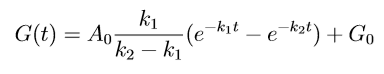 G(t) = A_0 \frac{k_1}{k_2 - k_1}(e^{-k_1 t} - e^{-k_2 t}) + G_0